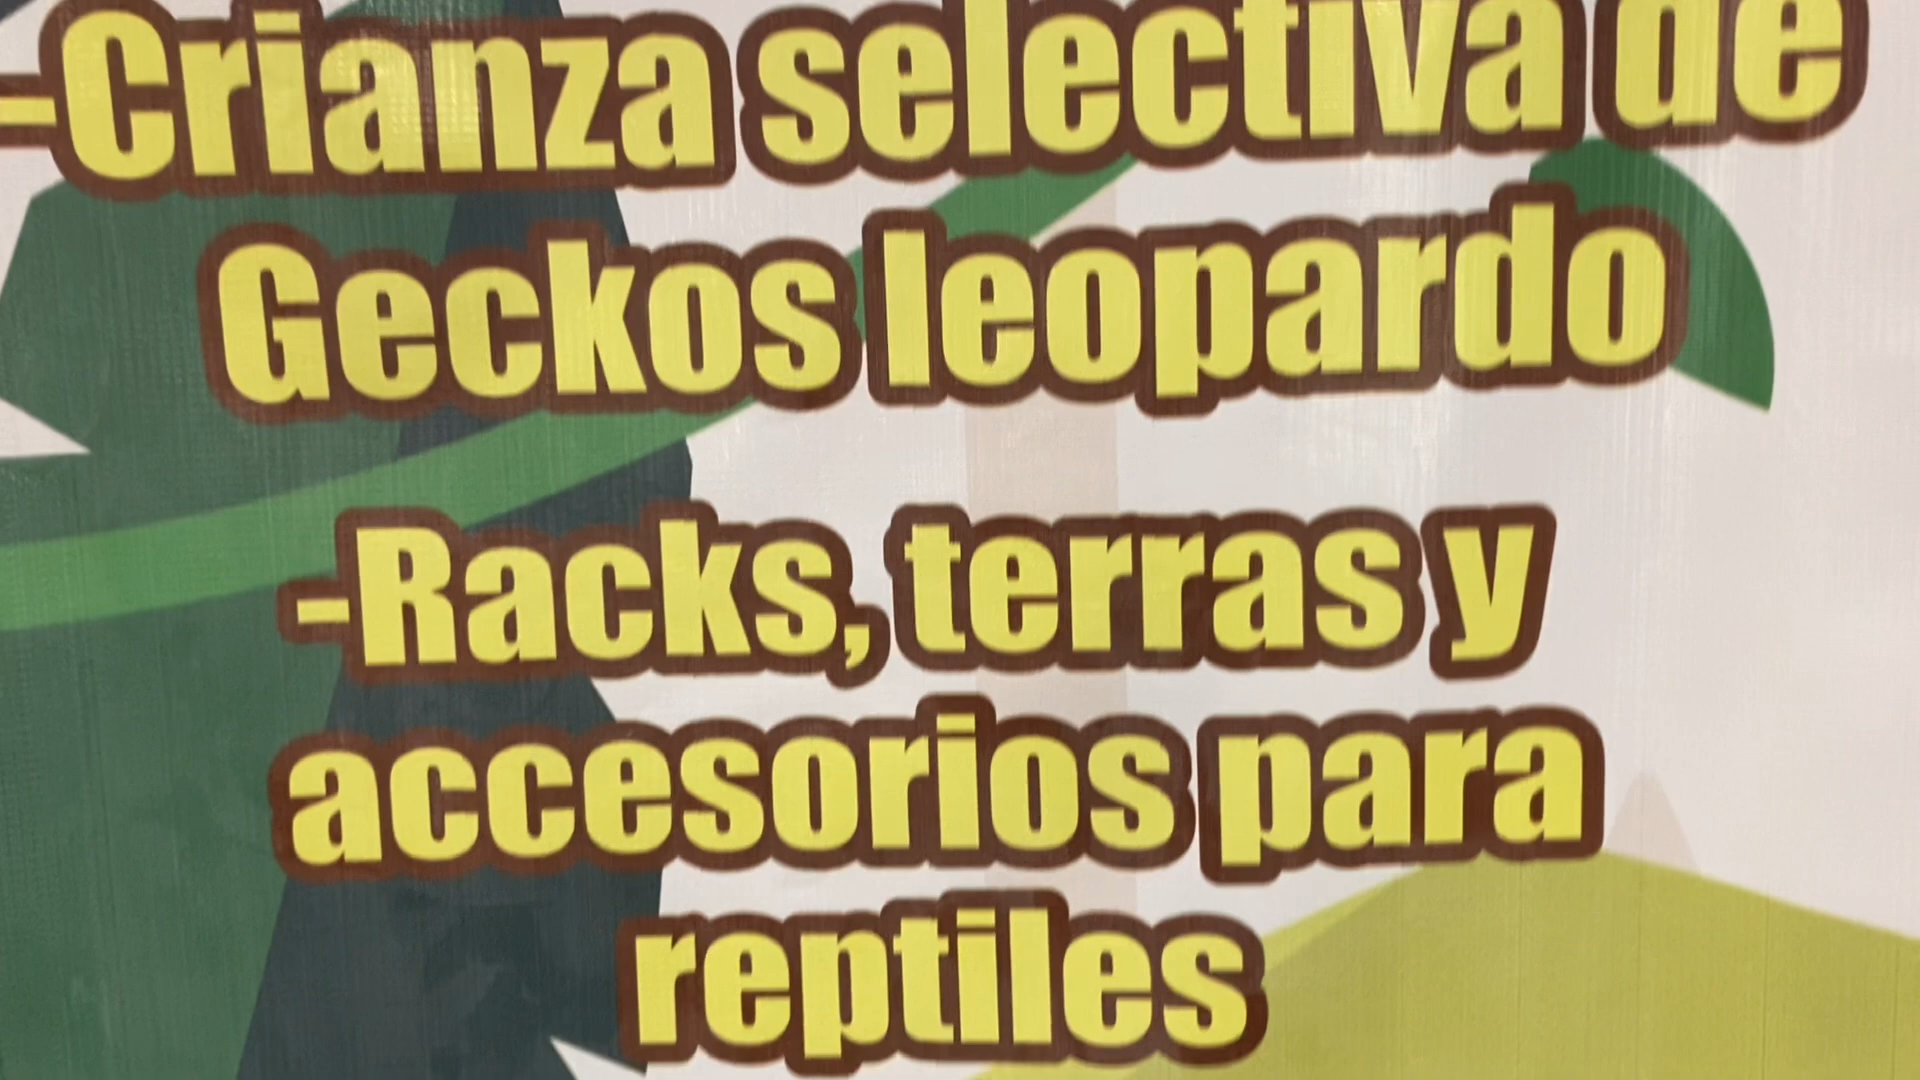 -Crianza selectiva de
Geckos leopardo
-Racks, terras y
accesorios para
reptiles